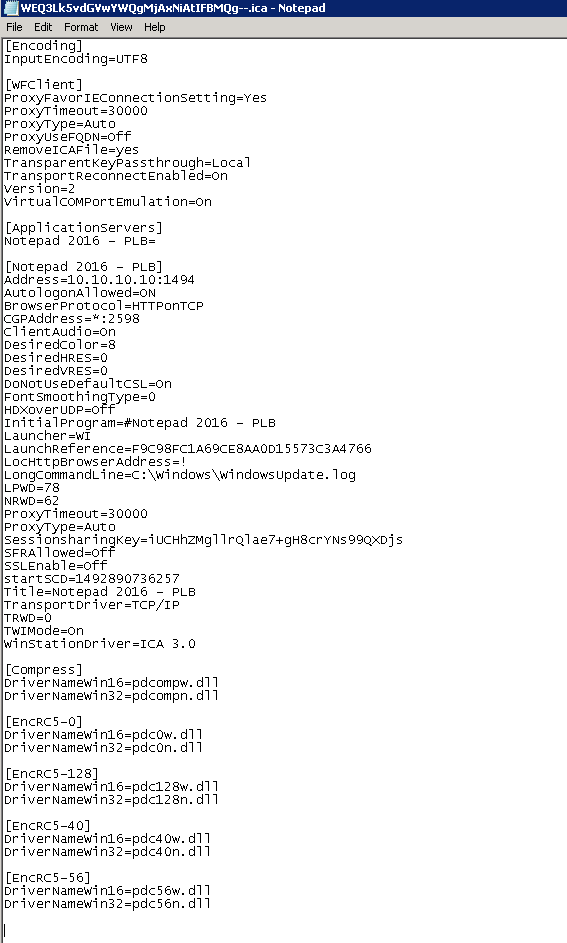 WEQ3Lk5vdGVwYWQgMjAxNiAtIFBMQg--.ica - Notepad
File Edit Format View Help
[Encoding]
InputEncoding=UTF8
[WFClient]
ProxyFavorIEConnectionSetting=Yes
ProxyTimeout=30000
ProxyType=Auto
ProxyUseFQDN=Off
RemoveICAFile=yes
TransparentKeyPassthrough=Local
TransportReconnectEnabled=On
Version=2
VirtualCOMPortEmulation=On
[ApplicationServers]
Notepad 2016 - PLB=
[Notepad 2016 - PLB]
Address=10.10.10.10:1494
AutologonAllowed=ON
BrowserProtocol=HTTPonTCP
CGPAddress=*:2598
ClientAudio=On
DesiredColor=8
DesiredHRES=0
DesiredVRES=0
DoNotUseDefaultCSL=On
FontSmoothingType=0
HDXoverUDP=Off
InitialProgram=#Notepad 2016 - PLB
Launcher=WI
LaunchReference=F9C98FC1A69CE8AA0D15573C3A4766
LocHttpBrowserAddress=!
LongCommandLine=C:\Windows\WindowsUpdate.log
LPWD=78
NRWD=62
ProxyTimeout=30000
ProxyType=Auto
SessionsharingKey=iUCHhZMgllrQlae7+gH8crYNs99QXDjs
SFRAllowed=Off
SSLEnable=Off
startSCD=1492890736257
Title=Notepad 2016 - PLB
TransportDriver=TCP/IP
TRWD=0
TWIMode=On
WinStationDriver=ICA 3.0
[Compress]
DriverNameWin16=pdcompw.dll
DriverNameWin32=pdcompn.dll
[EncRC5-0]
DriverNameWin16=pdc0w.dll
DriverNameWin32=pdc0n.dll
[EncRC5-128]
DriverNameWin16=pdc128w.dll
DriverNameWin32=pdc128n.dll
[EncRC5-40]
DriverNameWin16=pdc40w.dll
DriverNameWin32=pdc40n.dll
[EncRC5-56]
DriverNameWin16=pdc56w.dll
DriverNameWin32=pdc56n.dll